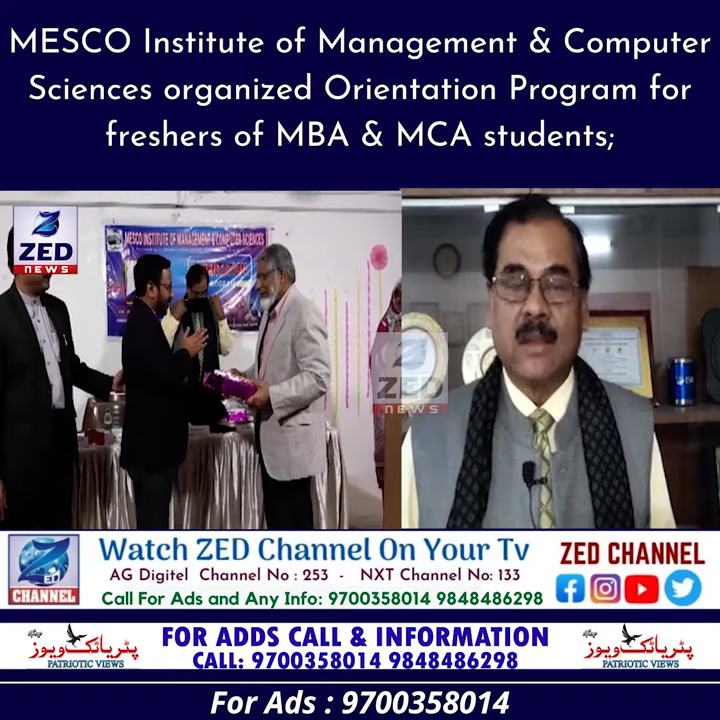 MESCO Institute of Management & Computer
Sciences organized Orientation Program for
freshers of MBA & MCA students;
ZED
NEWS
MESCO INSTITUTE OF MANAGEMENT & COMPUTER SCIENCES
ZED
NEWS
Watch ZED Channel On Your Tv
AG Digitel Channel No : 253 - NXT Channel No: 133
Call For Ads and Any Info: 9700358014 9848486298
ZED CHANNEL
ZED
CHANNEL
پٹریاٹک ویوز
PATRIOTIC VIEWS
FOR ADDS CALL & INFORMATION
CALL: 9700358014 9848486298
پٹریاٹک ویوز
PATRIOTIC VIEWS
For Ads : 9700358014